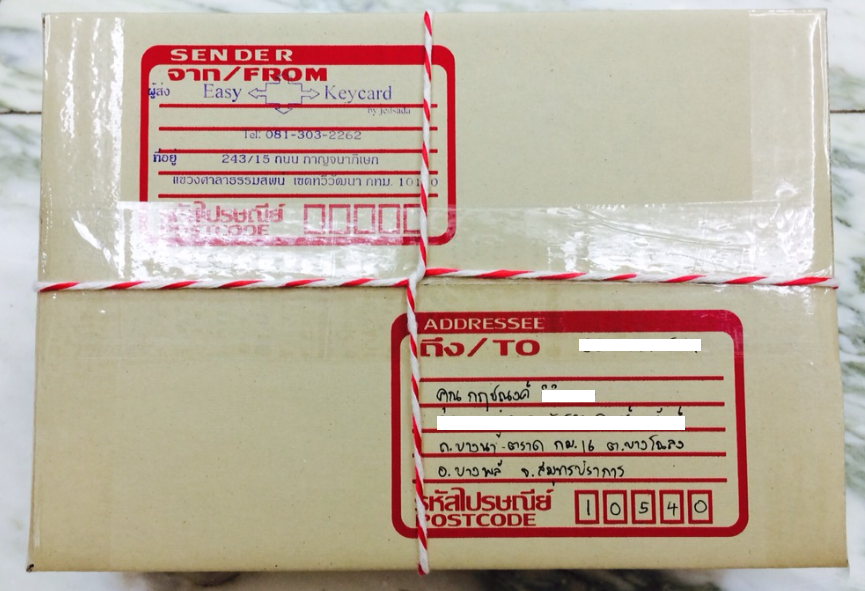 SENDER
จาก/FROM
ผู้ส่ง Easy Keycard
by jedsada
Tel: 081-303-2262
ที่อยู่ 243/15 ถนน กาญจนาภิเษก
แขวงศาลาธรรมสพน์ เขตทวีวัฒนา กทม.
รหัสไปรษณีย์
POSTCODE
ADDRESSEE
ถึง/TO
คุณ กฤชณงค์
ถ.บางนา-ตราด กม.16 ต.บางโฉลง
อ.บางพลี จ.สมุทรปราการ
รหัสไปรษณีย์ 10540
POSTCODE